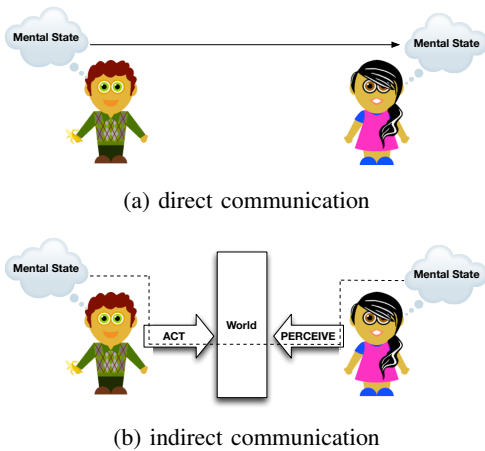 Mental State
Mental State
(a) direct communication
Mental State
Mental State
ACT
World
PERCEIVE
(b) indirect communication